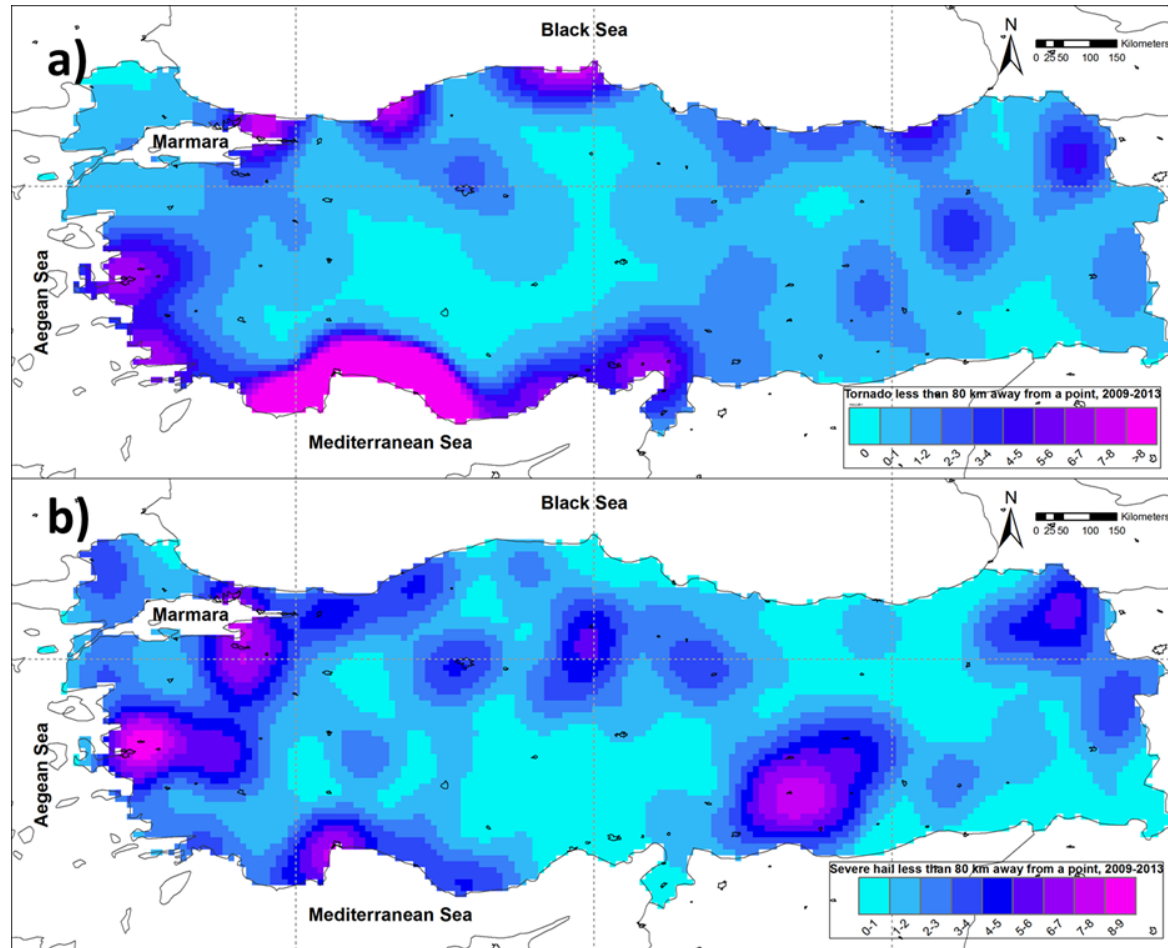 a)
Black Sea
N
Kilometers
0 25 50 100 150
Marmara
Aegean Sea
Mediterranean Sea
Tornado less than 80 km away from a point, 2009-2013
0
0-1
1-2
2-3
3-4
4-5
5-6
6-7
7-8
>8
b)
Black Sea
N
Kilometers
0 25 50 100 150
Marmara
Aegean Sea
Mediterranean Sea
Severe hail less than 80 km away from a point, 2009-2013
0-1
1-2
2-3
3-4
4-5
5-6
6-7
7-8
8-9